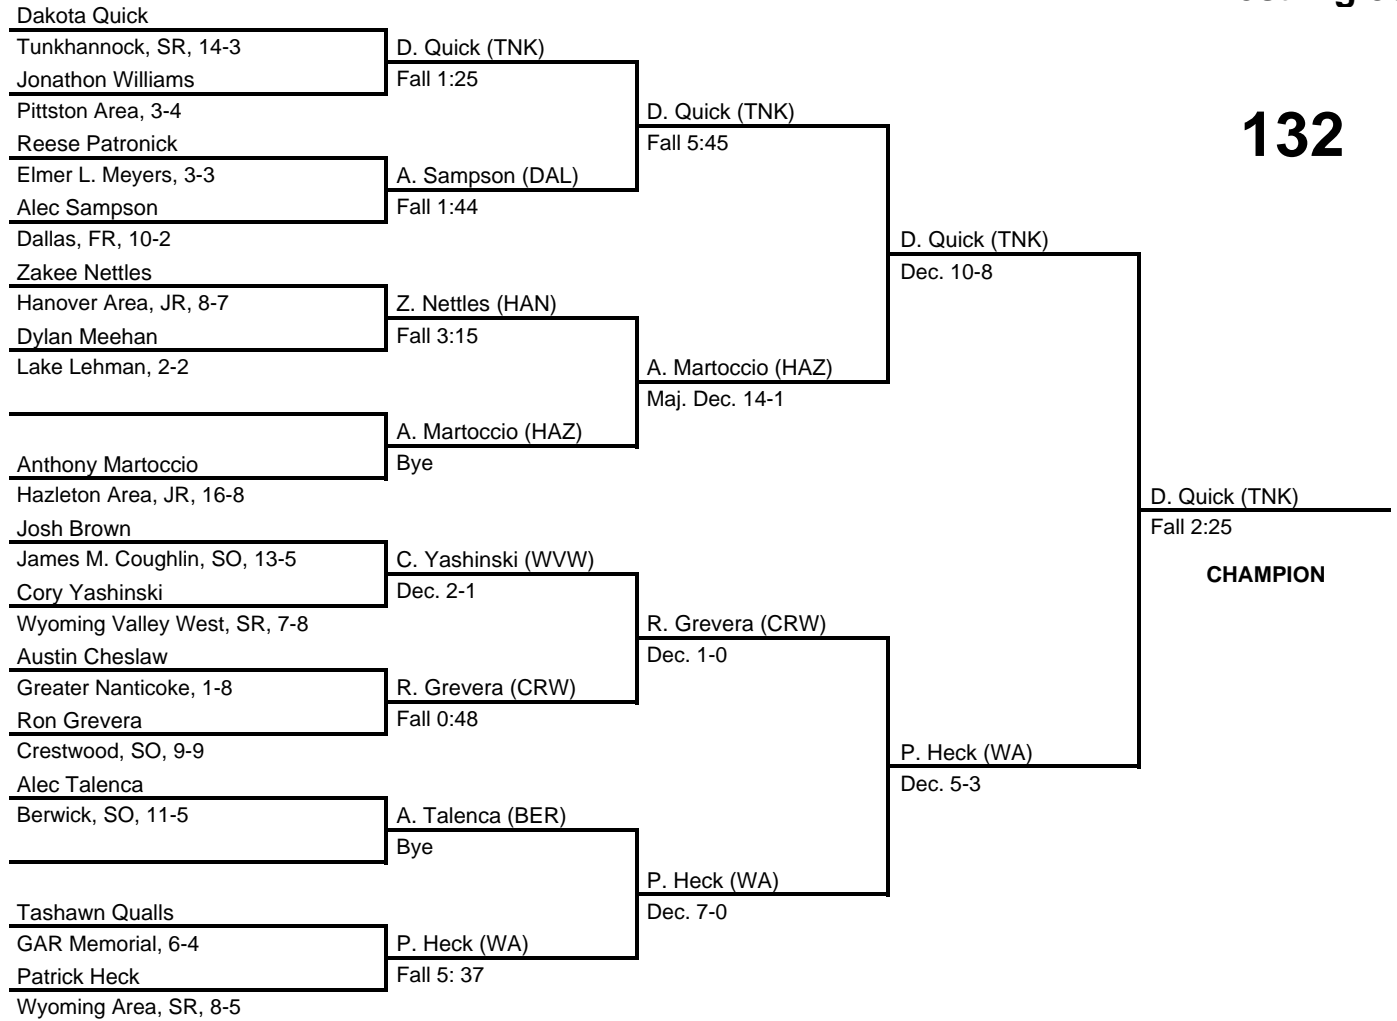 Dakota Quick
Tunkhannock, SR, 14-3
D. Quick (TNK)
Jonathon Williams
Fall 1:25
Pittston Area, 3-4
D. Quick (TNK)
132
Reese Patronick
Fall 5:45
Elmer L. Meyers, 3-3
A. Sampson (DAL)
Alec Sampson
Fall 1:44
Dallas, FR, 10-2
D. Quick (TNK)
Zakee Nettles
Dec. 10-8
Hanover Area, JR, 8-7
Z. Nettles (HAN)
Dylan Meehan
Fall 3:15
Lake Lehman, 2-2
A. Martoccio (HAZ)
Maj. Dec. 14-1
A. Martoccio (HAZ)
Anthony Martoccio
Bye
Hazleton Area, JR, 16-8
D. Quick (TNK)
Josh Brown
Fall 2:25
James M. Coughlin, SO, 13-5
C. Yashinski (WVW)
CHAMPION
Cory Yashinski
Dec. 2-1
Wyoming Valley West, SR, 7-8
R. Grevera (CRW)
Austin Cheslaw
Dec. 1-0
Greater Nanticoke, 1-8
R. Grevera (CRW)
Ron Grevera
Fall 0:48
Crestwood, SO, 9-9
P. Heck (WA)
Alec Talenca
Dec. 5-3
Berwick, SO, 11-5
A. Talenca (BER)
Bye
P. Heck (WA)
Tashawn Qualls
Dec. 7-0
GAR Memorial, 6-4
P. Heck (WA)
Patrick Heck
Fall 5: 37
Wyoming Area, SR, 8-5